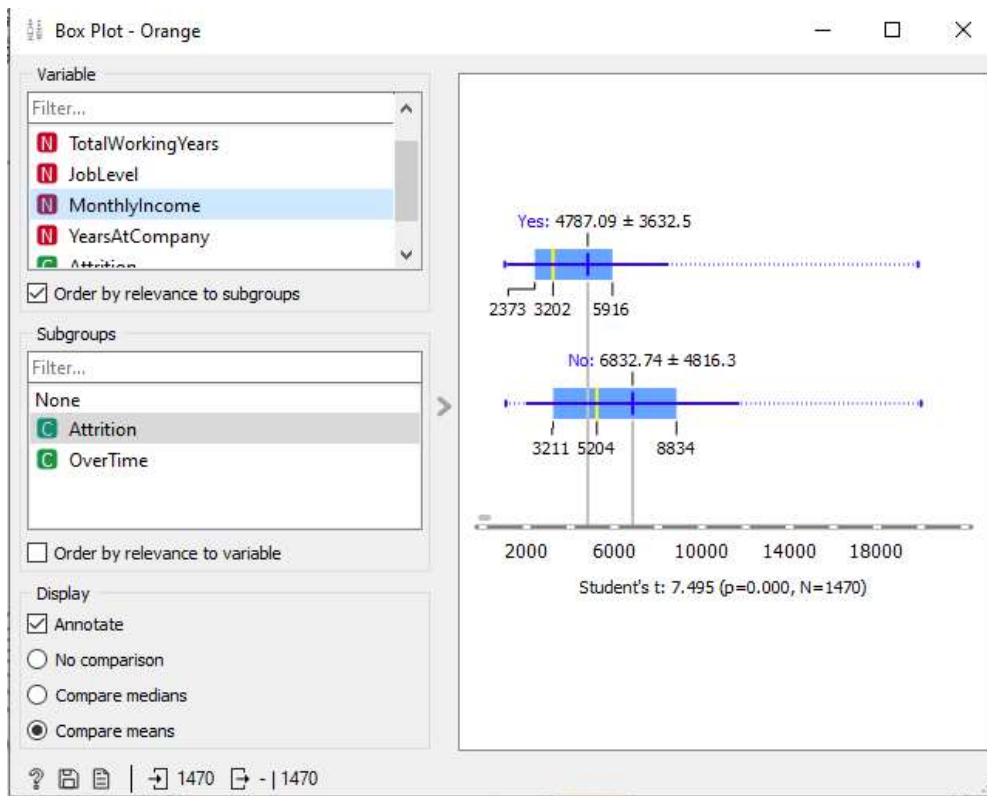 Box Plot - Orange
Variable
Filter...
N TotalWorkingYears
N JobLevel
N MonthlyIncome
N YearsAtCompany
C Attrition
Order by relevance to subgroups
Subgroups
Filter...
None
C Attrition
C OverTime
Order by relevance to variable
Display
Annotate
No comparison
Compare medians
Compare means
? 1470 - | 1470
Yes: 4787.09 ± 3632.5
2373 3202 5916
No: 6832.74 ± 4816.3
3211 5204 8834
2000 6000 10000 14000 18000
Student's t: 7.495 (p=0.000, N=1470)